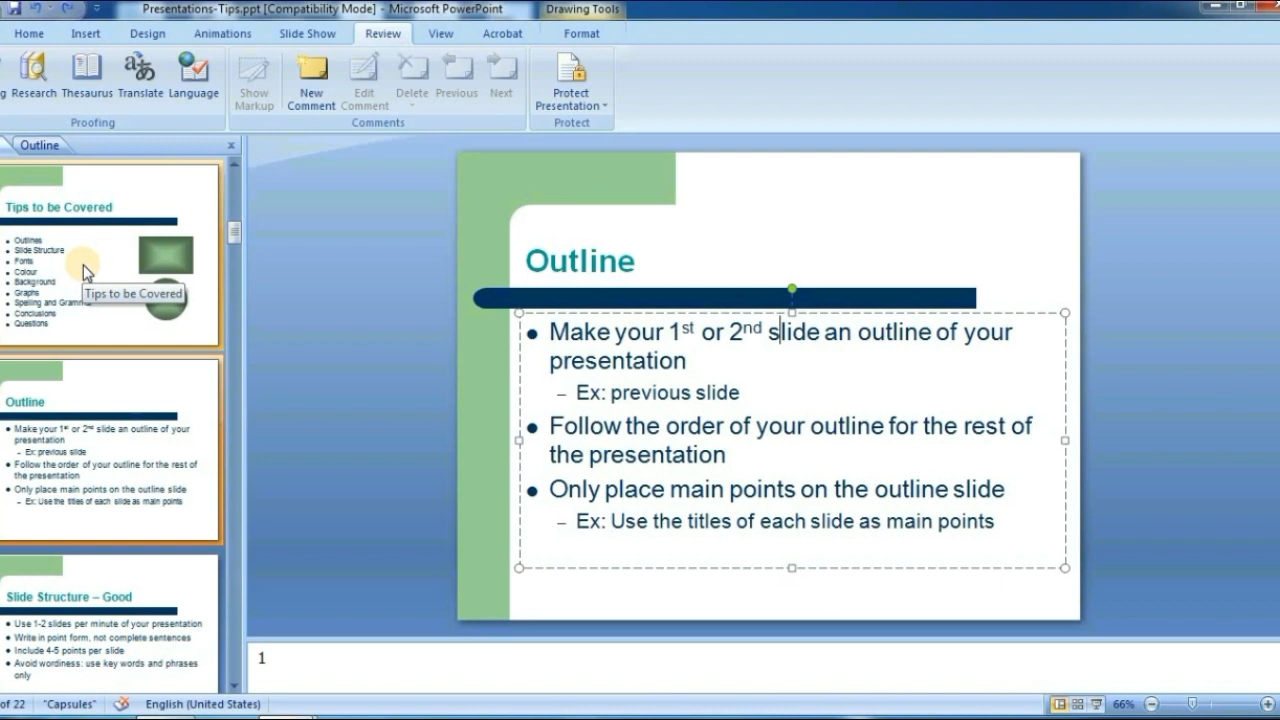 Presentations-Tips.ppt [Compatibility Mode] - Microsoft PowerPoint
Drawing Tools
Home Insert Design Animations Slide Show Review View Acrobat Format
g Research Thesaurus Translate Language
Show Markup
New Comment
Edit Comment
Delete Previous Next
Protect Presentation
Proofing
Comments
Protect
Outline
Tips to be Covered
Outlines
Slide Structure
Fonts
Colour
Background
Graphs
Spelling and Gramm
Conclusions
Questions
Tips to be Covered
Outline
• Make your 1st or 2nd slide an outline of your
presentation
– Ex: previous slide
• Follow the order of your outline for the rest of
the presentation
• Only place main points on the outline slide
– Ex: Use the titles of each slide as main points
Slide Structure – Good
• Use 1-2 slides per minute of your presentation
• Write in point form, not complete sentences
• Include 4-5 points per slide
• Avoid wordiness: use key words and phrases
only
Outline
• Make your 1st or 2nd slide an outline of your
presentation
– Ex: previous slide
• Follow the order of your outline for the rest of
the presentation
• Only place main points on the outline slide
– Ex: Use the titles of each slide as main points
1
of 22 "Capsules" English (United States) 66%